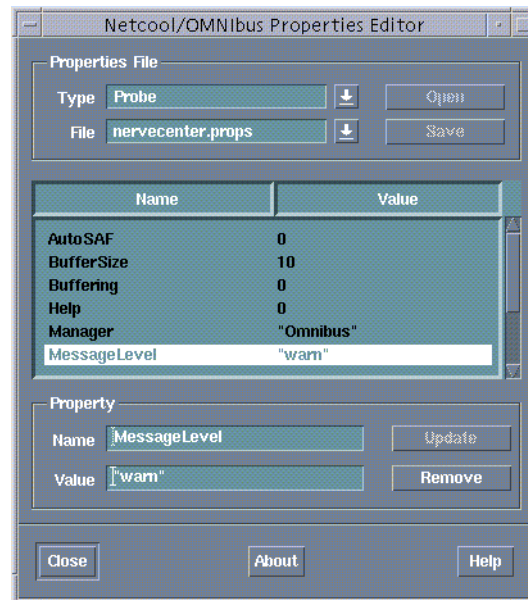 Netcool/OMNIbus Properties Editor
Properties File
Type Probe Open
File nervecenter.props Save
Name Value
AutoSAF 0
BufferSize 10
Buffering 0
Help 0
Manager "Omnibus"
MessageLevel "warn"
Property
Name MessageLevel Update
Value "warn" Remove
Close About Help